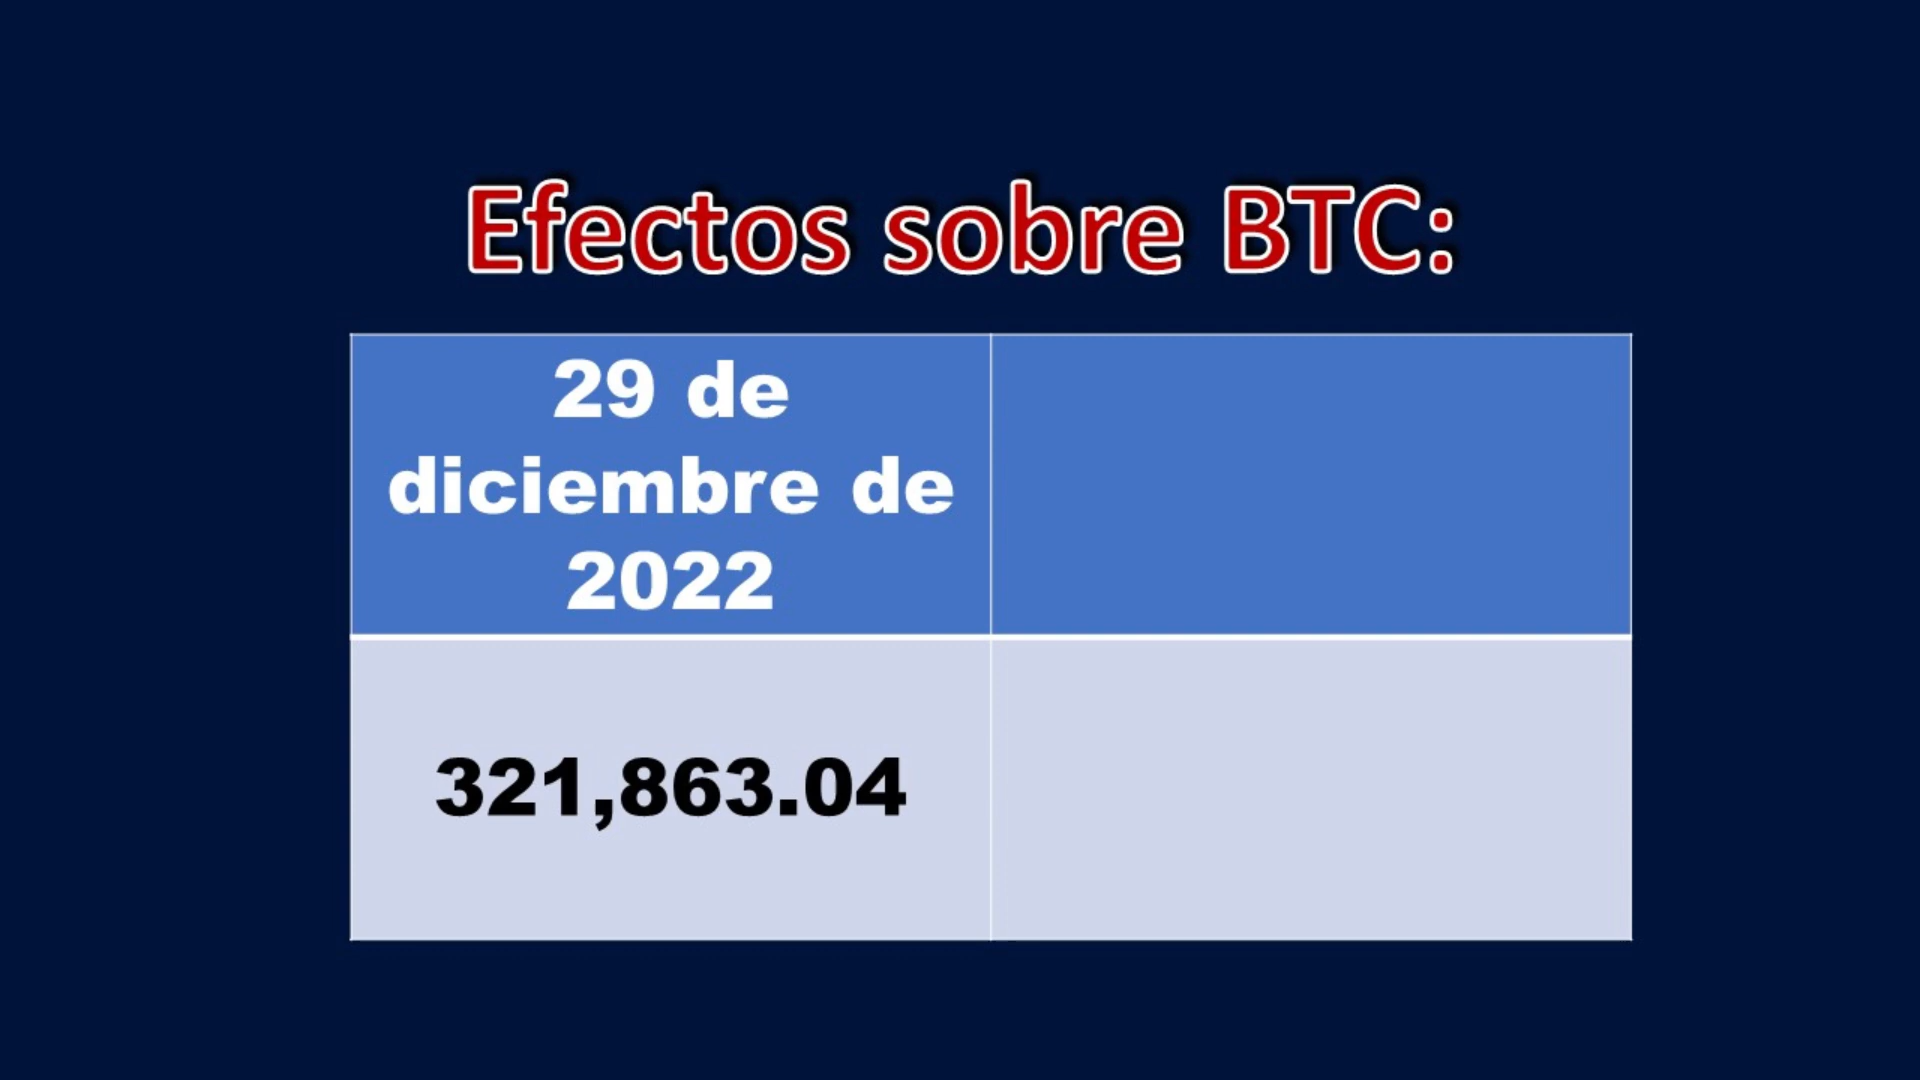 Efectos sobre BTC:
29 de
diciembre de
2022
321,863.04